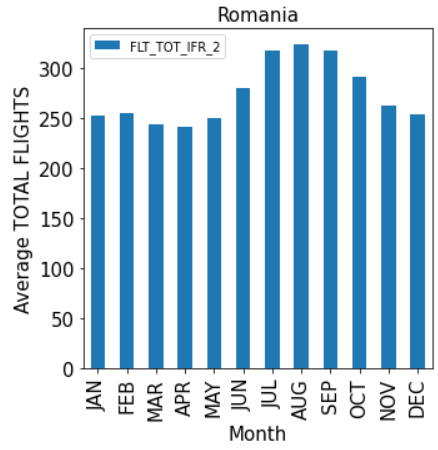 Romania
FLT_TOT_IFR_2
Average TOTAL FLIGHTS
300
250
200
150
100
50
0
JAN
FEB
MAR
APR
MAY
JUN
JUL
AUG
SEP
OCT
NOV
DEC
Month